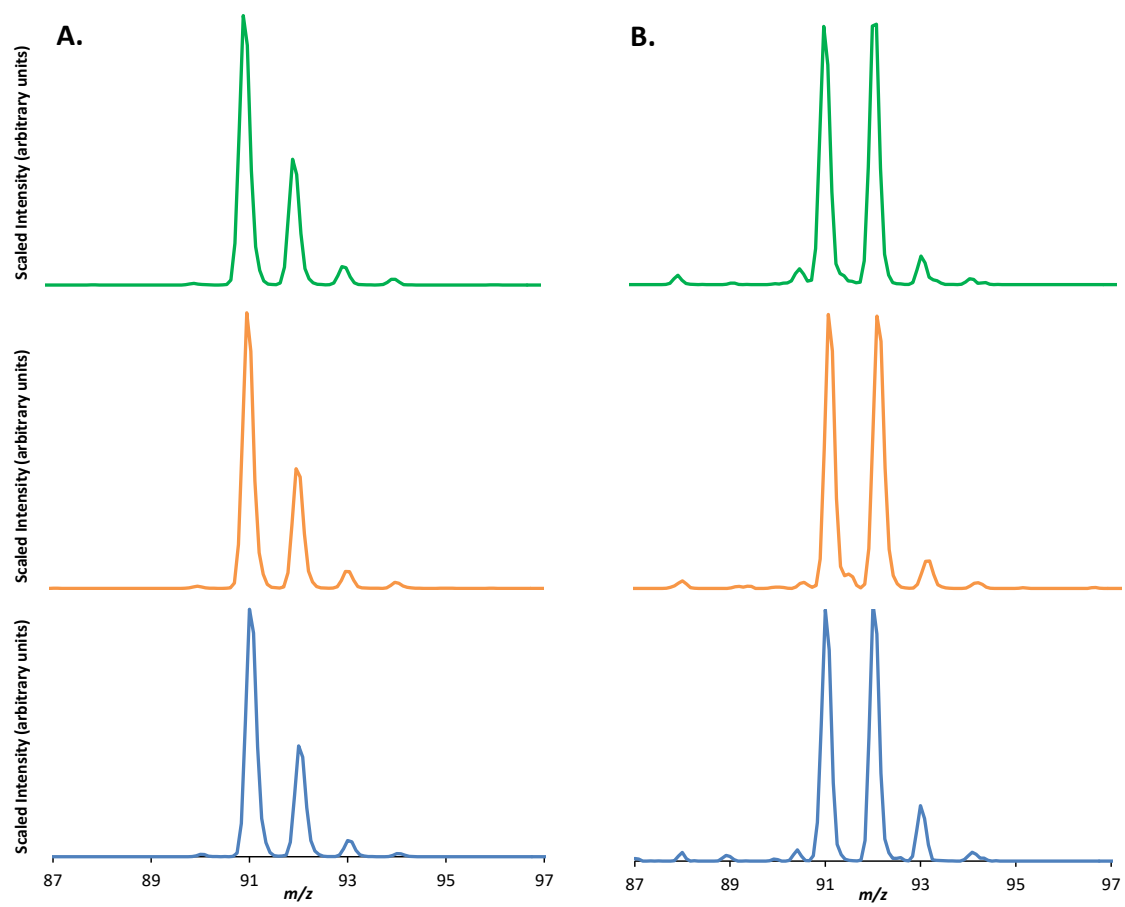 A.
B.
Scaled Intensity (arbitrary units)
Scaled Intensity (arbitrary units)
Scaled Intensity (arbitrary units)
87 89 91 93 95 97
m/z
87 89 91 93 95 97
m/z